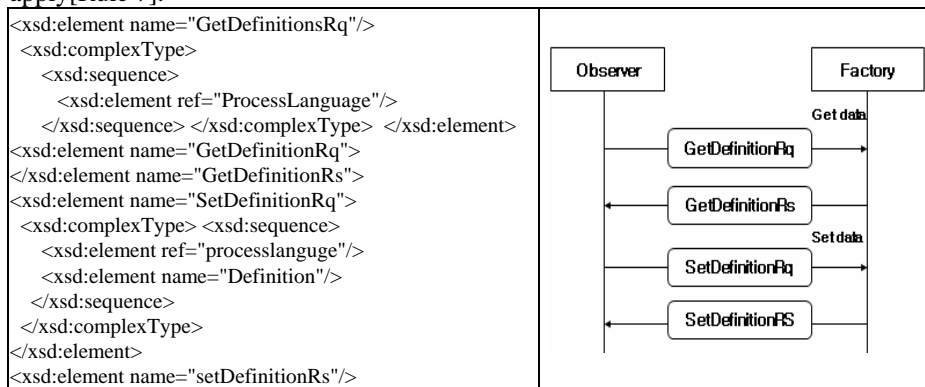 apply[Rule 7].
<xsd:element name="GetDefinitionsRq"/>
<xsd:complexType>
<xsd:sequence>
<xsd:element ref="ProcessLanguage"/>
</xsd:sequence> </xsd:complexType> </xsd:element>
<xsd:element name="GetDefinitionRq">
</xsd:element name="GetDefinitionRs">
<xsd:element name="SetDefinitionRq">
<xsd:complexType> <xsd:sequence>
<xsd:element ref="processlanguge"/>
<xsd:element name="Definition"/>
</xsd:sequence>
</xsd:complexType>
</xsd:element>
<xsd:element name="setDefinitionRs"/>
Observer
Factory
Get data
GetDefinitionRq
GetDefinitionRs
Set data
SetDefinitionRq
SetDefinitionRS